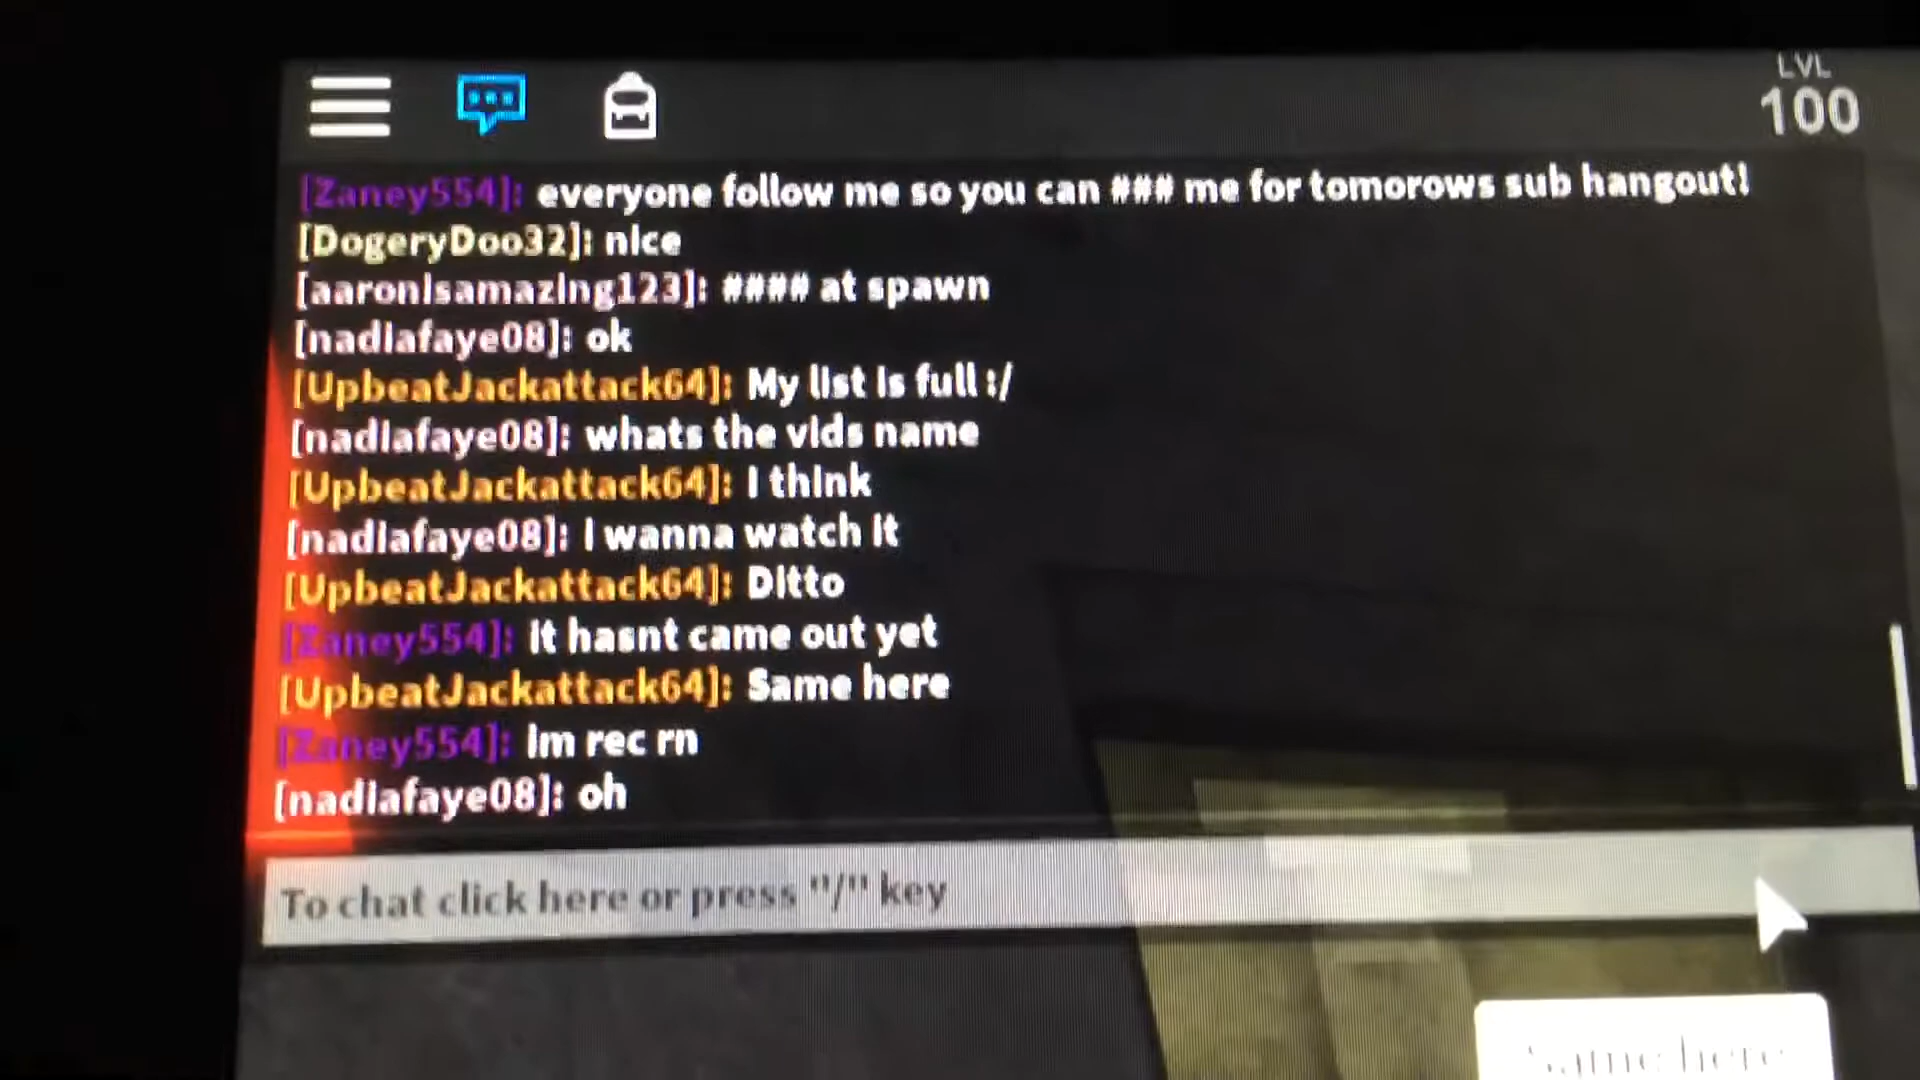 LVL
100
[Zaney554]: everyone follow me so you can ### me for tomorows sub hangout!
[DogeryDoo32]: nice
[aaronisamazing123]: #### at spawn
[nadiafaye08]: ok
[UpbeatJackattack64]: My list is full :/
[nadiafaye08]: whats the vids name
[UpbeatJackattack64]: I think
[nadiafaye08]: i wanna watch it
[UpbeatJackattack64]: Ditto
[Zaney554]: it hasnt came out yet
[UpbeatJackattack64]: Same here
[Zaney554]: im rec rn
[nadiafaye08]: oh
To chat click here or press "/" key
Same here